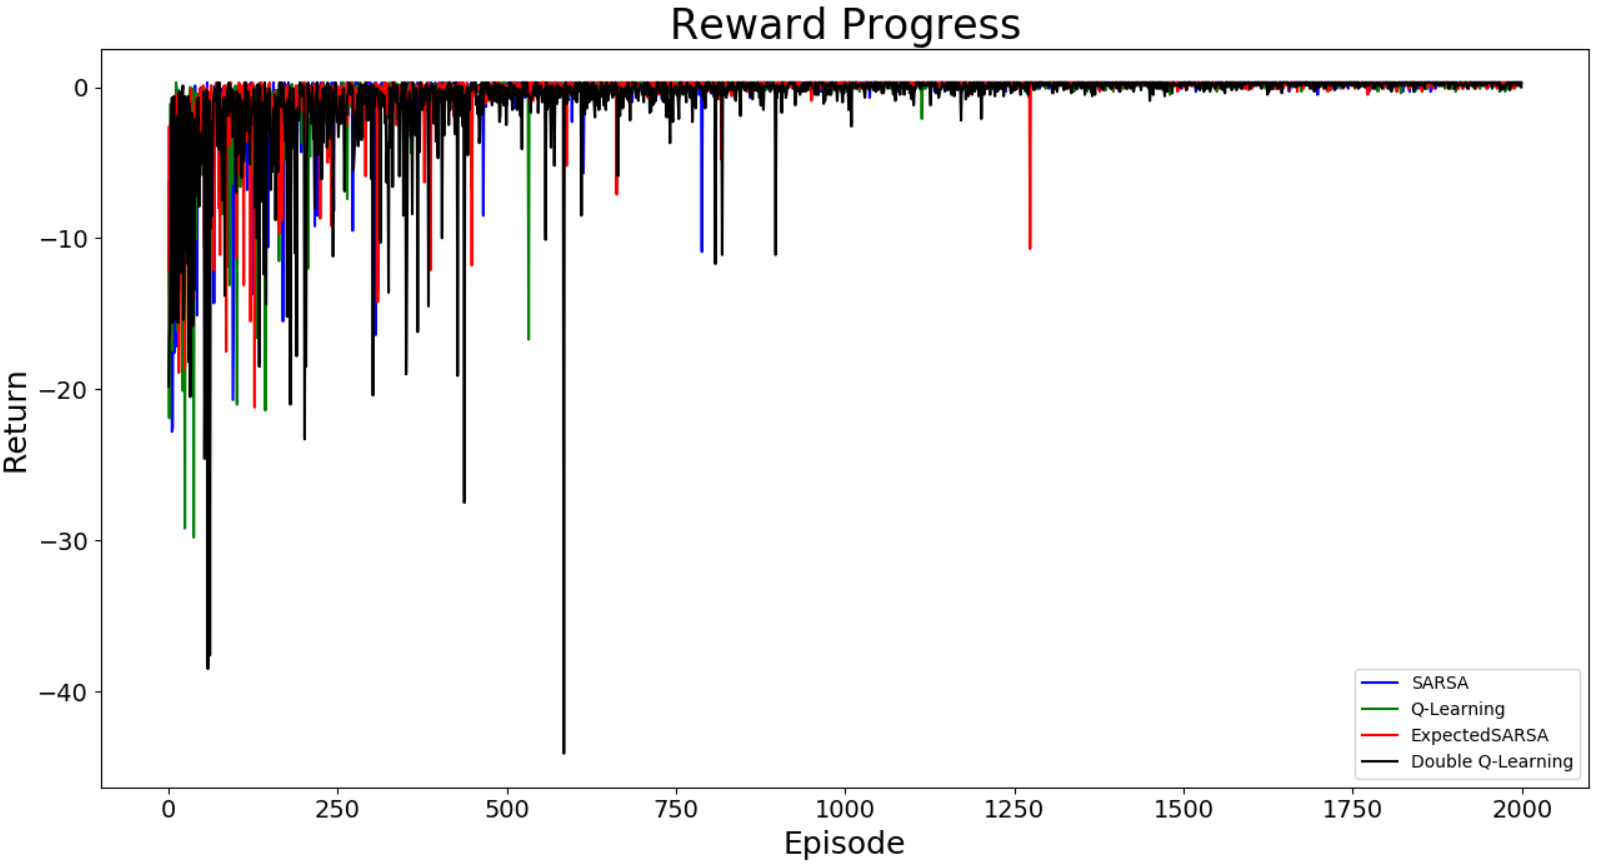 Reward Progress
Return
0
−10
−20
−30
−40
0 250 500 750 1000 1250 1500 1750 2000
Episode
SARSA
Q-Learning
ExpectedSARSA
Double Q-Learning